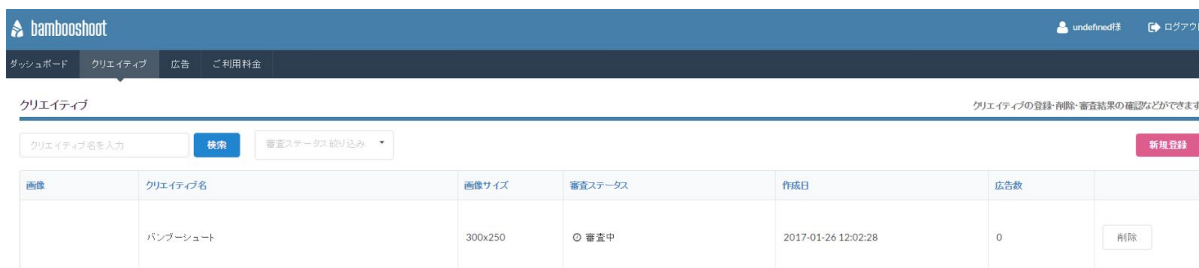 bambooshoot
undefined様 ログアウ
ダッシュボード クリエイティブ 広告 ご利用料金
クリエイティブ クリエイティブの登録・削除・審査結果の確認などができます
クリエイティブ名を入力 検索 審査ステータス絞り込み 新規登録
画像 クリエイティブ名 画像サイズ 審査ステータス 作成日 広告数
バンブーシュート 300x250 審査中 2017-01-26 12:02:28 0 削除